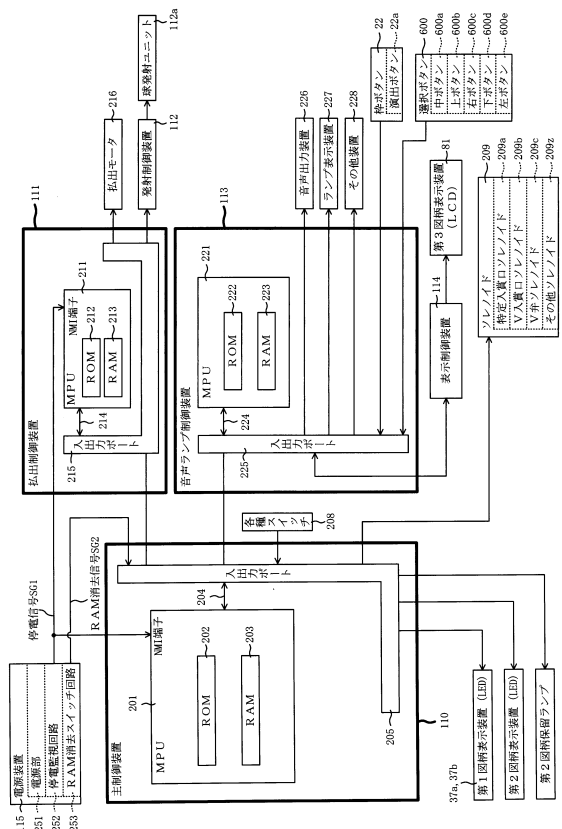 115
電源装置
251
電源部
252
停電監視回路
253
RAM消去スイッチ回路
停電信号SG1
RAM消去信号SG2
主制御装置
110
MPU
201
NMI端子
ROM
202
RAM
203
204
入出力ポート
205
各種スイッチ
208
37a, 37b
第1図柄表示装置(LED)
第2図柄表示装置(LED)
第2図柄保留ランプ
払出制御装置
111
MPU
211
NMI端子
ROM
212
RAM
213
214
入出力ポート
215
払出モータ
216
発射制御装置
112
球発射ユニット
112a
音声ランプ制御装置
113
MPU
221
ROM
222
RAM
223
224
入出力ポート
225
音声出力装置
226
ランプ表示装置
227
その他装置
228
枠ボタン
22
演出ボタン
22a
選択ボタン
600
中ボタン
600a
上ボタン
600b
右ボタン
600c
下ボタン
600d
左ボタン
600e
表示制御装置
114
第3図柄表示装置
(LCD)
81
ソレノイド
209
特定入賞口ソレノイド
209a
V入賞口ソレノイド
209b
V弁ソレノイド
209c
その他ソレノイド
209z